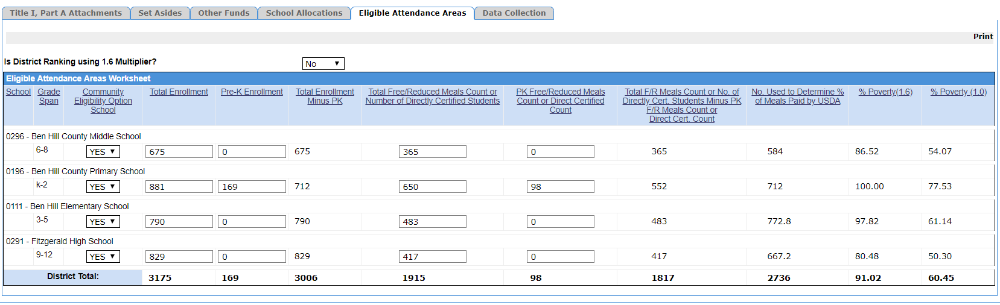 Title I, Part A Attachments Set Asides Other Funds School Allocations Eligible Attendance Areas Data Collection
Print
Is District Ranking using 1.6 Multiplier? No ▼
Eligible Attendance Areas Worksheet
School Grade Span Community Eligibility Option School Total Enrollment Pre-K Enrollment Total Enrollment Minus PK Total Free/Reduced Meals Count or Number of Directly Certified Students PK Free/Reduced Meals Count or Direct Certified Count Total F/R Meals Count or No. of Directly Cert. Students Minus PK F/R Meals Count or Direct Cert. Count No. Used to Determine % of Meals Paid by USDA % Poverty(1.6) % Poverty (1.0)
0296 - Ben Hill County Middle School
6-8 YES ▼ 675 0 675 365 0 365 584 86.52 54.07
0196 - Ben Hill County Primary School
k-2 YES ▼ 881 169 712 650 98 552 712 100.00 77.53
0111 - Ben Hill Elementary School
3-5 YES ▼ 790 0 790 483 0 483 772.8 97.82 61.14
0291 - Fitzgerald High School
9-12 YES ▼ 829 0 829 417 0 417 667.2 80.48 50.30
District Total: 3175 169 3006 1915 98 1817 2736 91.02 60.45